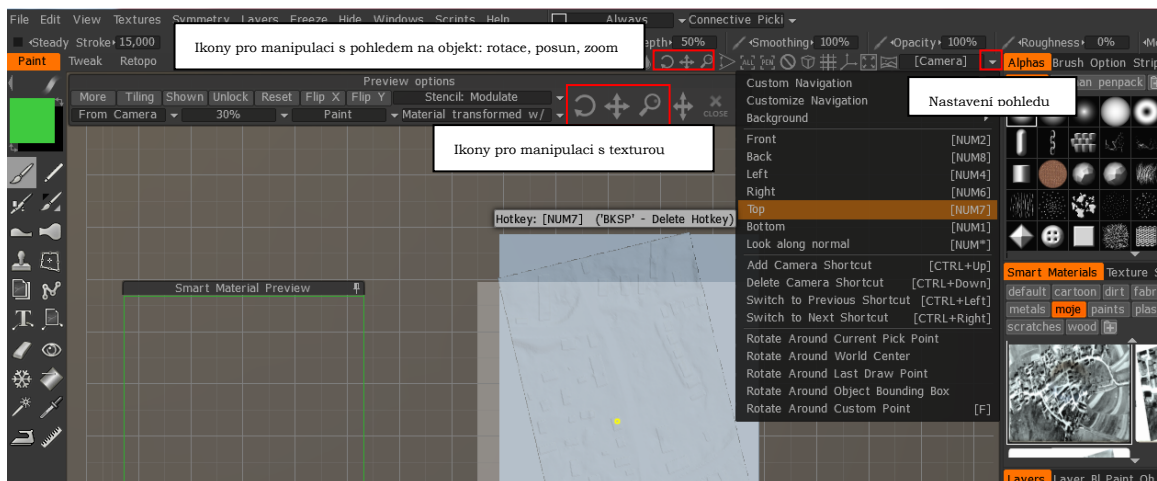 File Edit View Textures Symmetry Layers Freeze Hide Windows Scripts Help Always Connective Picki
Steady Stroke 15,000 Depth 50% Smoothing 100% Opacity 100% Roughness 0%
Ikony pro manipulaci s pohledem na objekt: rotace, posun, zoom
Paint Tweak Retopo [Camera] Alphas Brush Option Strip
Preview options
More Tiling Shown Unlock Reset Flip X Flip Y Stencil: Modulate
From Camera 30% Paint Material transformed w/ CLOSE
Ikony pro manipulaci s texturou
Nastavení pohledu
penpack
Custom Navigation
Customize Navigation
Background
Front [NUM2]
Back [NUM8]
Left [NUM4]
Right [NUM6]
Top [NUM7]
Bottom [NUM1]
Look along normal [NUM*]
Add Camera Shortcut [CTRL+Up]
Delete Camera Shortcut [CTRL+Down]
Switch to Previous Shortcut [CTRL+Left]
Switch to Next Shortcut [CTRL+Right]
Rotate Around Current Pick Point
Rotate Around World Center
Rotate Around Last Draw Point
Rotate Around Object Bounding Box
Rotate Around Custom Point [F]
Hotkey: [NUM7] ('BKSP' - Delete Hotkey)
Smart Material Preview
Smart Materials Texture
default cartoon dirt fabr
metals moje paints plas
scratches wood
Layers Layer Bl Paint Ob